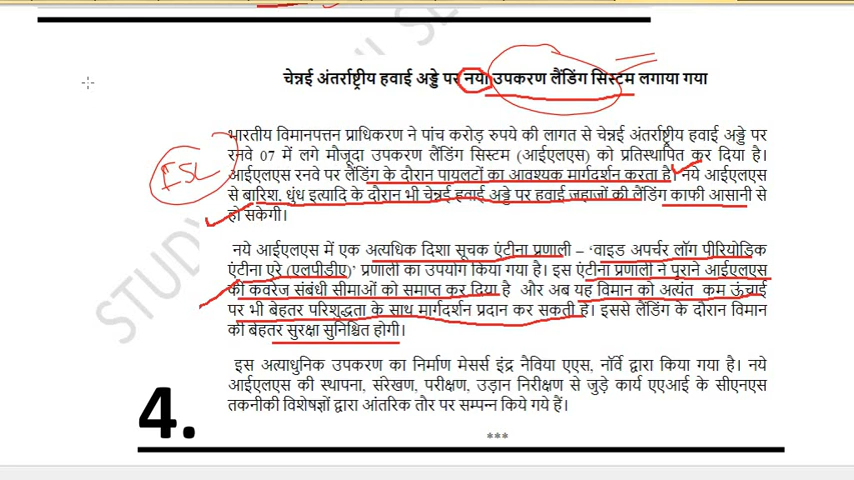 चेन्नई अंतर्राष्ट्रीय हवाई अड्डे पर नया उपकरण लैंडिंग सिस्टम लगाया गया
भारतीय विमानपत्तन प्राधिकरण ने पांच करोड़ रुपये की लागत से चेन्नई अंतर्राष्ट्रीय हवाई अड्डे पर
रनवे 07 में लगे मौजूदा उपकरण लैंडिंग सिस्टम (आईएलएस) को प्रतिस्थापित कर दिया है।
ISL
आईएलएस रनवे पर लैंडिंग के दौरान पायलटों का आवश्यक मार्गदर्शन करता है। नये आईएलएस
से बारिश, धुंध इत्यादि के दौरान भी चेन्नई हवाई अड्डे पर हवाई जहाजों की लैंडिंग काफी आसानी से
हो सकेगी।
नये आईएलएस में एक अत्यधिक दिशा सूचक एंटीना प्रणाली – ‘वाइड अपर्चर लॉग पीरियोड़िक
एंटीना एरे (एलपीडीए)’ प्रणाली का उपयोग किया गया है। इस एंटीना प्रणाली ने पुराने आईएलएस
की कवरेज संबंधी सीमाओं को समाप्त कर दिया है और अब यह विमान को अत्यंत कम ऊंचाई
पर भी बेहतर परिशुद्धता के साथ मार्गदर्शन प्रदान कर सकती है। इससे लैंडिंग के दौरान विमान
की बेहतर सुरक्षा सुनिश्चित होगी।
इस अत्याधुनिक उपकरण का निर्माण मेसर्स इंद्र नैविया एएस, नॉर्वे द्वारा किया गया है। नये
आईएलएस की स्थापना, संरेखण, परीक्षण, उड़ान निरीक्षण से जुड़े कार्य एएआई के सीएनएस
तकनीकी विशेषज्ञों द्वारा आंतरिक तौर पर सम्पन्न किये गये हैं।
4.
***